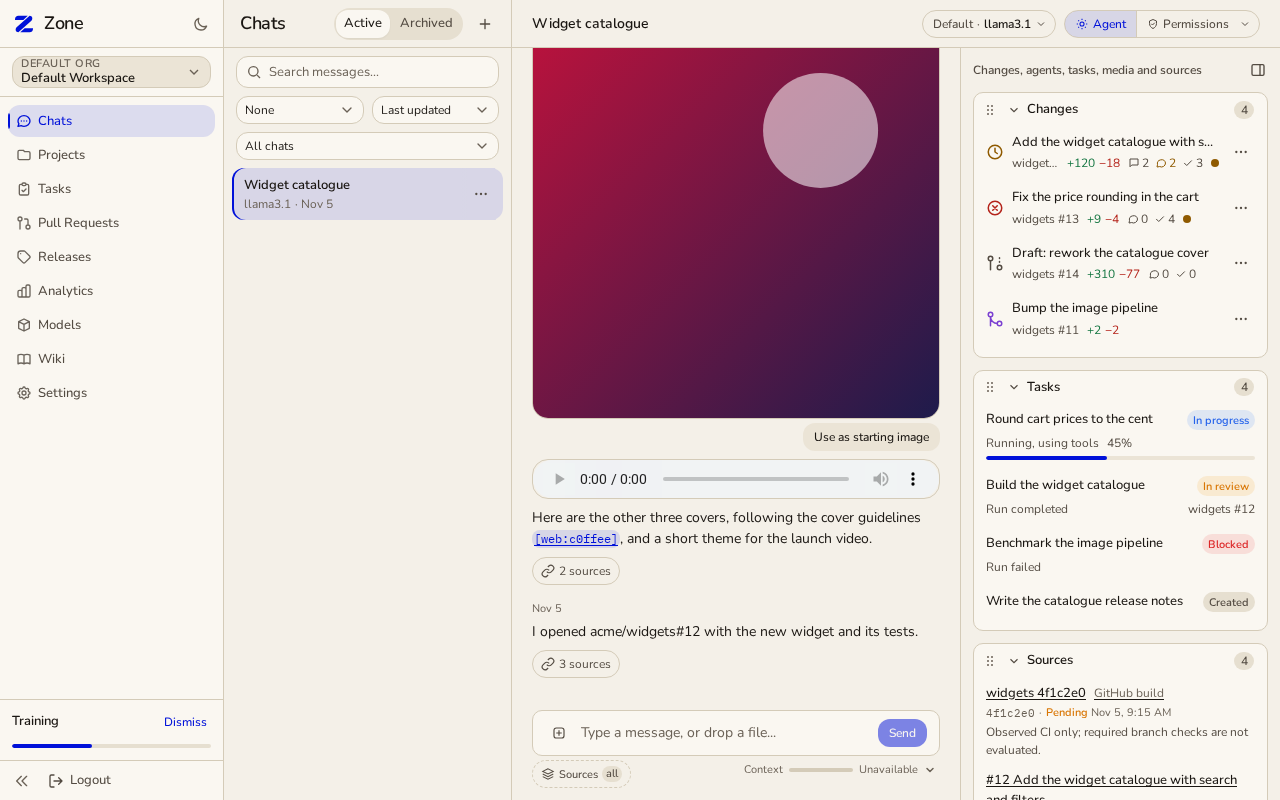 Zone
DEFAULT ORG
Default Workspace
Chats
Projects
Tasks
Pull Requests
Releases
Analytics
Models
Wiki
Settings
Training
Dismiss
Logout
Chats
Active
Archived
Search messages...
None
Last updated
All chats
Widget catalogue
llama3.1 · Nov 5
Widget catalogue
Default · llama3.1
Agent
Permissions
Use as starting image
0:00 / 0:00
Here are the other three covers, following the cover guidelines
[web:c0ffee], and a short theme for the launch video.
2 sources
Nov 5
I opened acme/widgets#12 with the new widget and its tests.
3 sources
Type a message, or drop a file...
Send
Sources all
Context
Unavailable
Changes, agents, tasks, media and sources
Changes 4
Add the widget catalogue with s...
widget... +120 −18 2 2 3
Fix the price rounding in the cart
widgets #13 +9 −4 0 4
Draft: rework the catalogue cover
widgets #14 +310 −77 0 0
Bump the image pipeline
widgets #11 +2 −2
Tasks 4
Round cart prices to the cent In progress
Running, using tools 45%
Build the widget catalogue In review
Run completed widgets #12
Benchmark the image pipeline Blocked
Run failed
Write the catalogue release notes Created
Sources 4
widgets 4f1c2e0 GitHub build
4f1c2e0 · Pending Nov 5, 9:15 AM
Observed CI only; required branch checks are not
evaluated.
#12 Add the widget catalogue with search
and filters